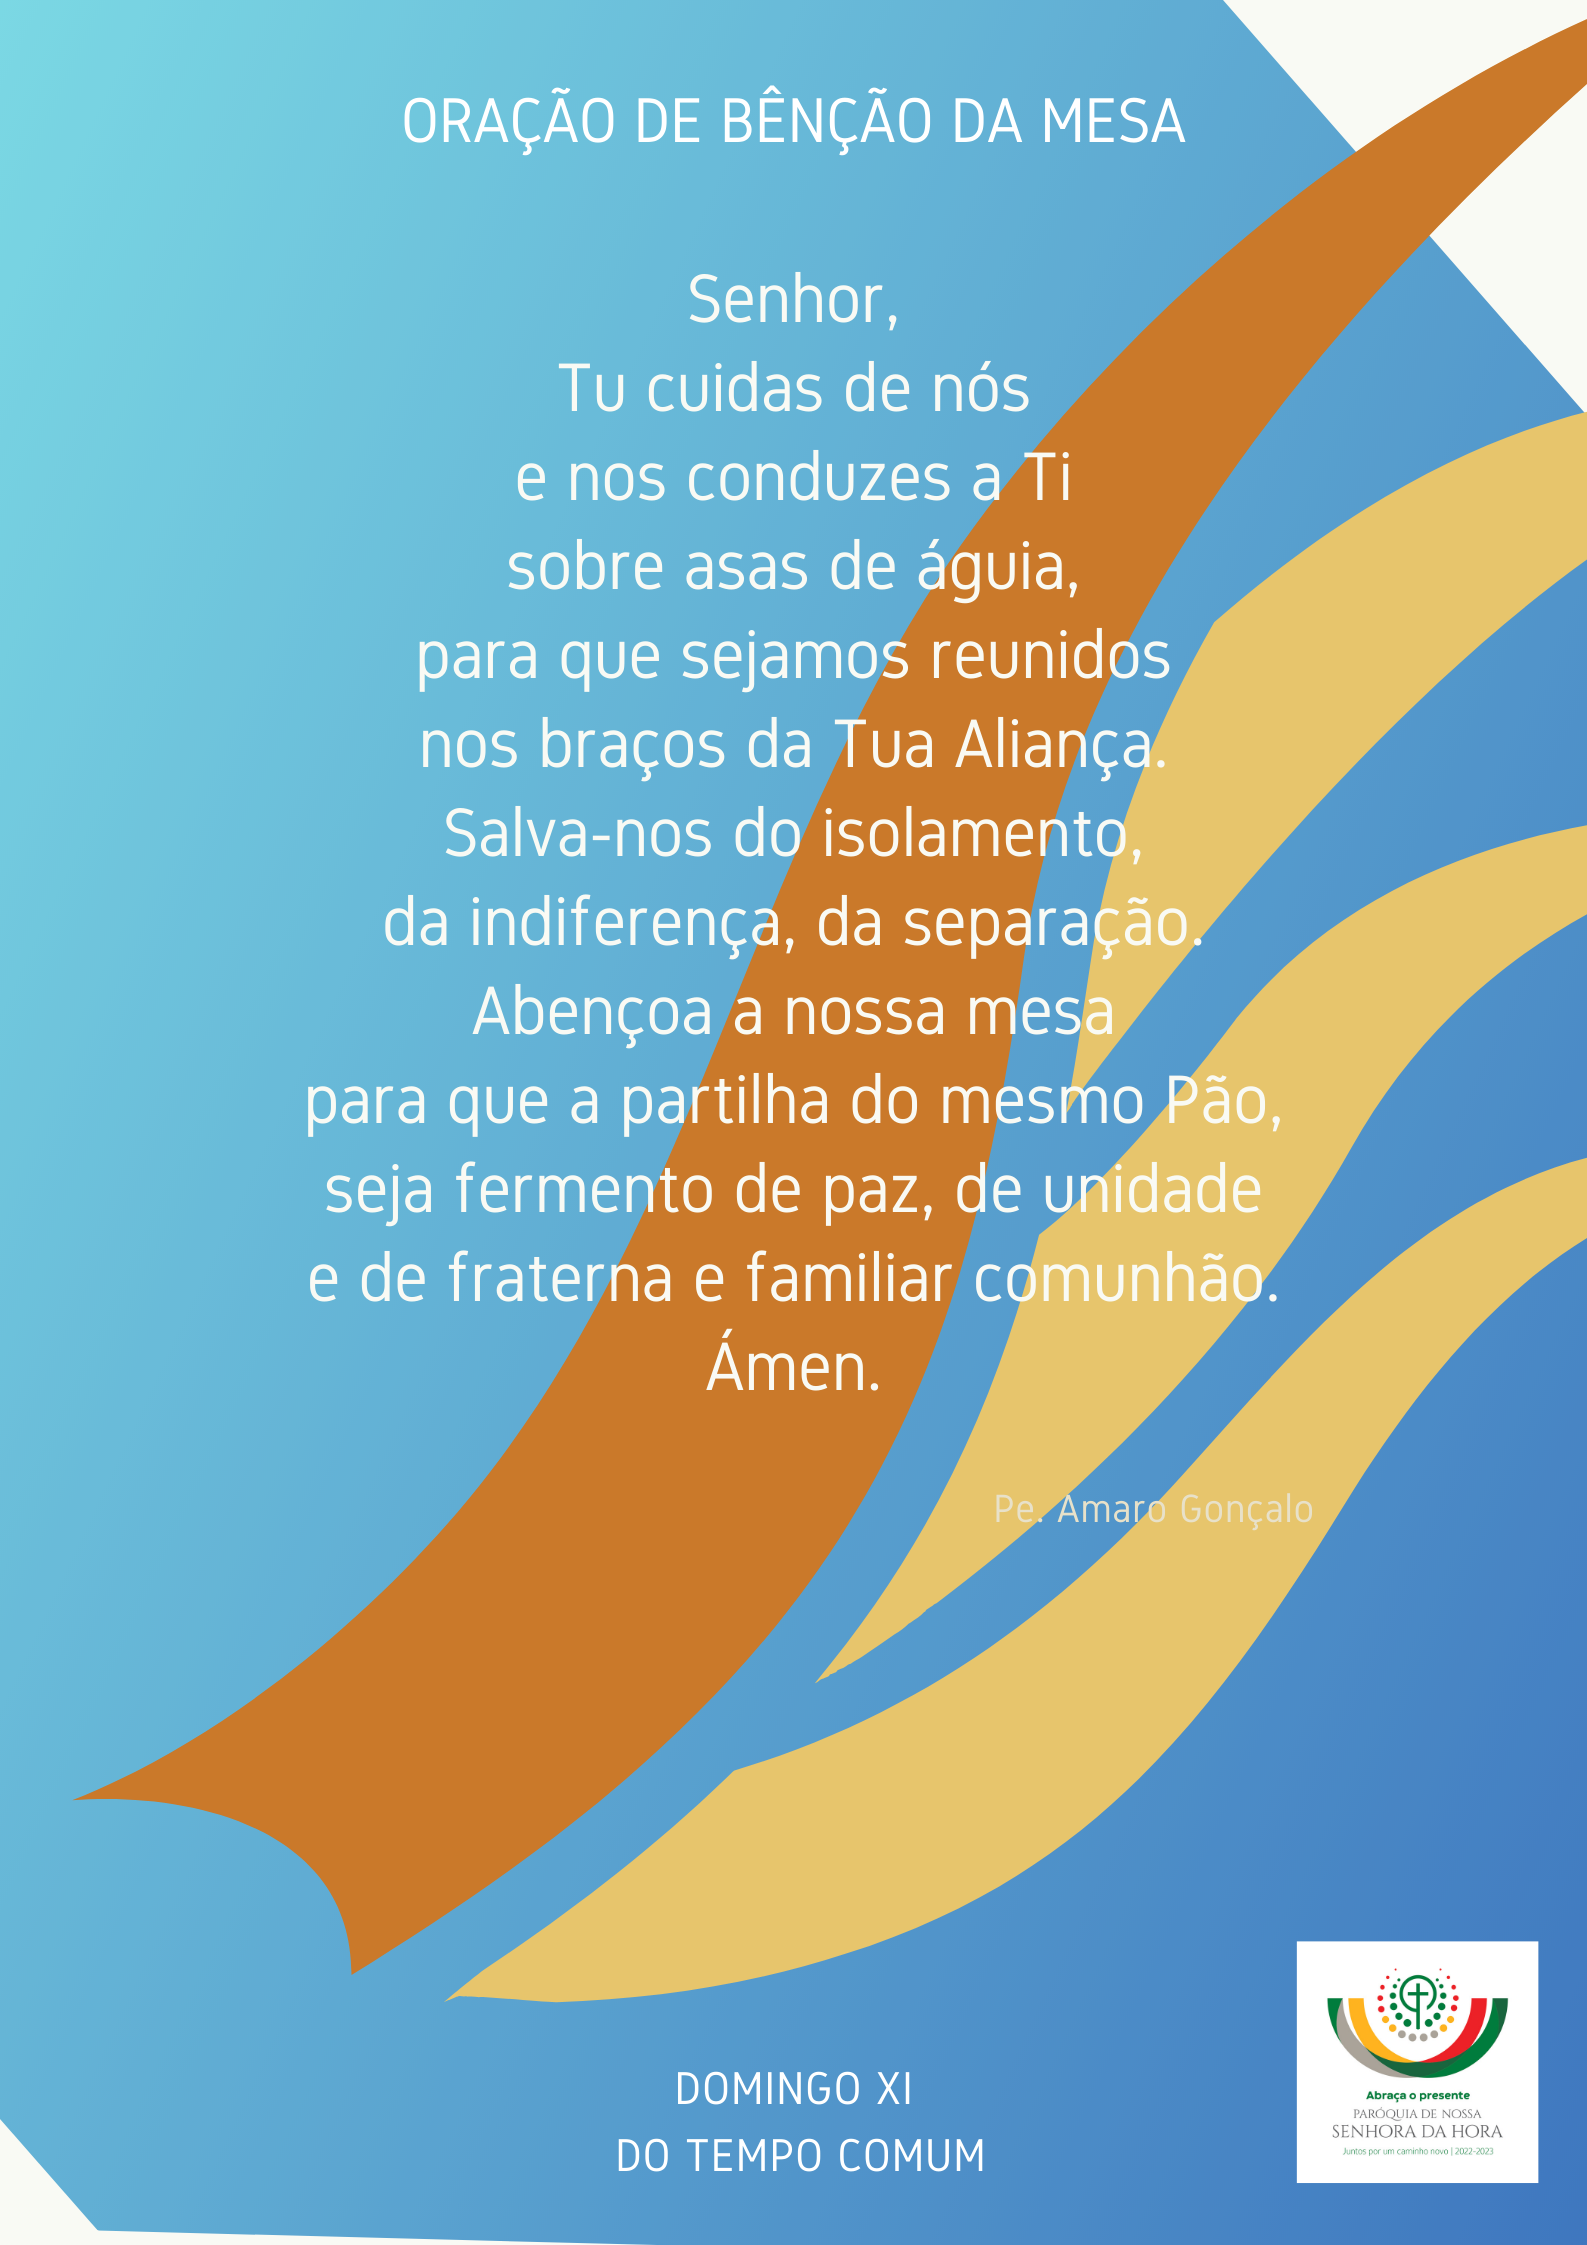 ORAÇÃO DE BÊNÇÃO DA MESA
Senhor,
Tu cuidas de nós
e nos conduzes a Ti
sobre asas de águia,
para que sejamos reunidos
nos braços da Tua Aliança.
Salva-nos do isolamento,
da indiferença, da separação.
Abençoa a nossa mesa
para que a partilha do mesmo Pão,
seja fermento de paz, de unidade
e de fraterna e familiar comunhão.
Ámen.
Pe. Amaro Gonçalo
DOMINGO XI
DO TEMPO COMUM
Abraça o presente
PARÓQUIA DE NOSSA
SENHORA DA HORA
Juntos por um caminho novo | 2022-2023